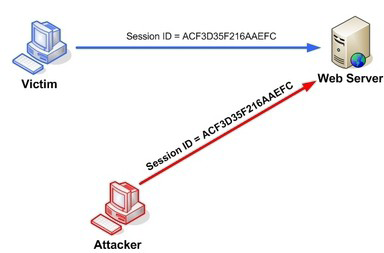 Session ID = ACF3D35F216AAEFC
Victim
Web Server
Session ID = ACF3D35F216AAEFC
Attacker